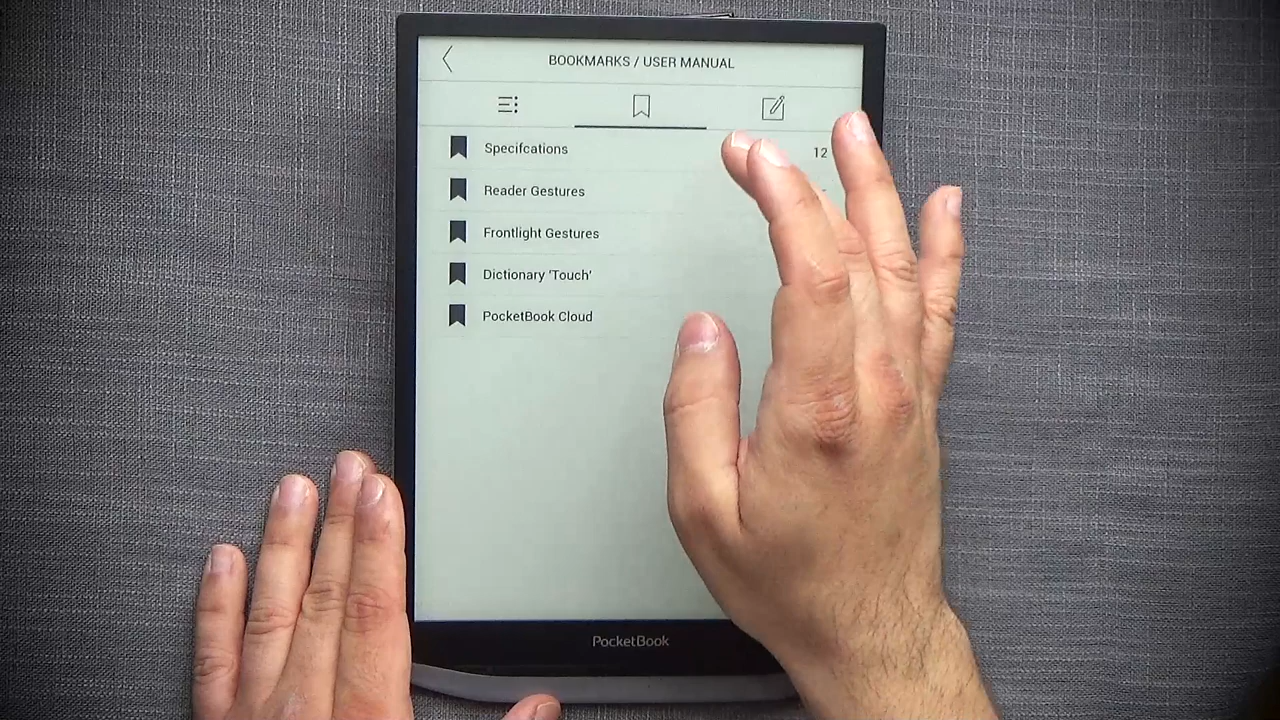 BOOKMARKS / USER MANUAL
Specifcations 12
Reader Gestures
Frontlight Gestures
Dictionary 'Touch'
PocketBook Cloud
PocketBook